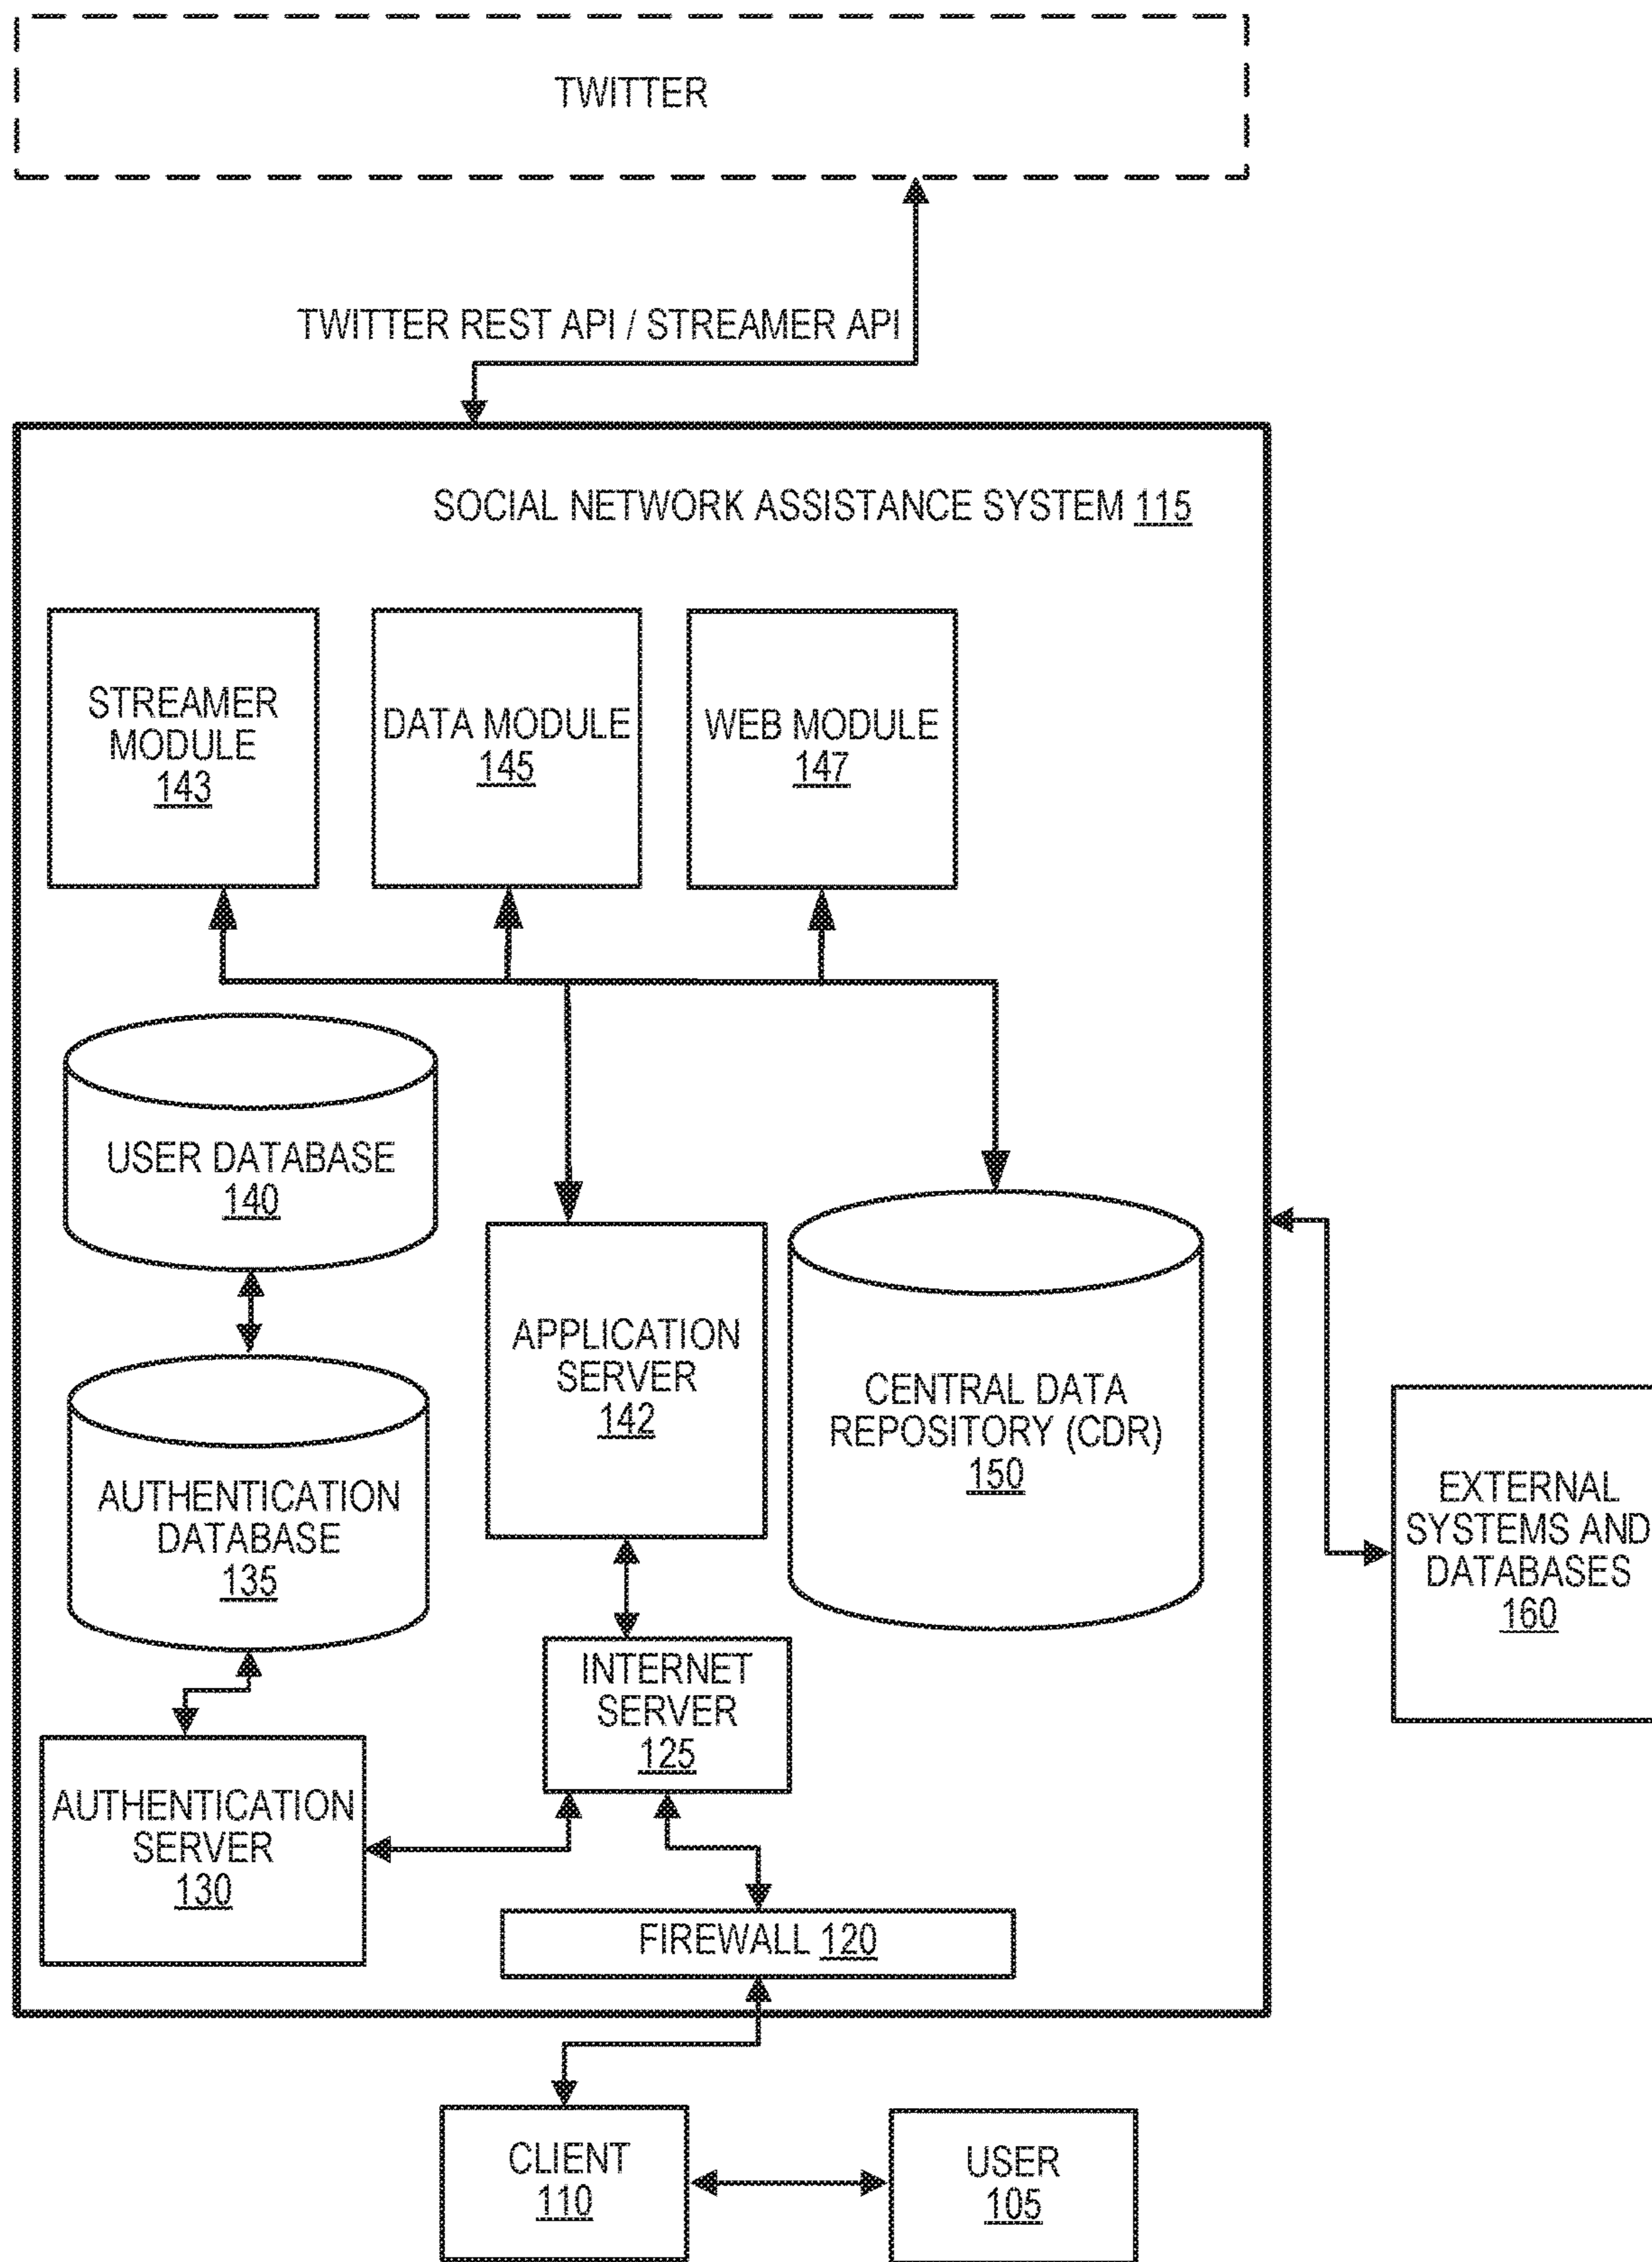 TWITTER
TWITTER REST API / STREAMER API
SOCIAL NETWORK ASSISTANCE SYSTEM 115
STREAMER
MODULE
143
DATA MODULE
145
WEB MODULE
147
USER DATABASE
140
APPLICATION
SERVER
142
CENTRAL DATA
REPOSITORY (CDR)
150
AUTHENTICATION
DATABASE
135
EXTERNAL
SYSTEMS AND
DATABASES
160
INTERNET
SERVER
125
AUTHENTICATION
SERVER
130
FIREWALL 120
CLIENT
110
USER
105